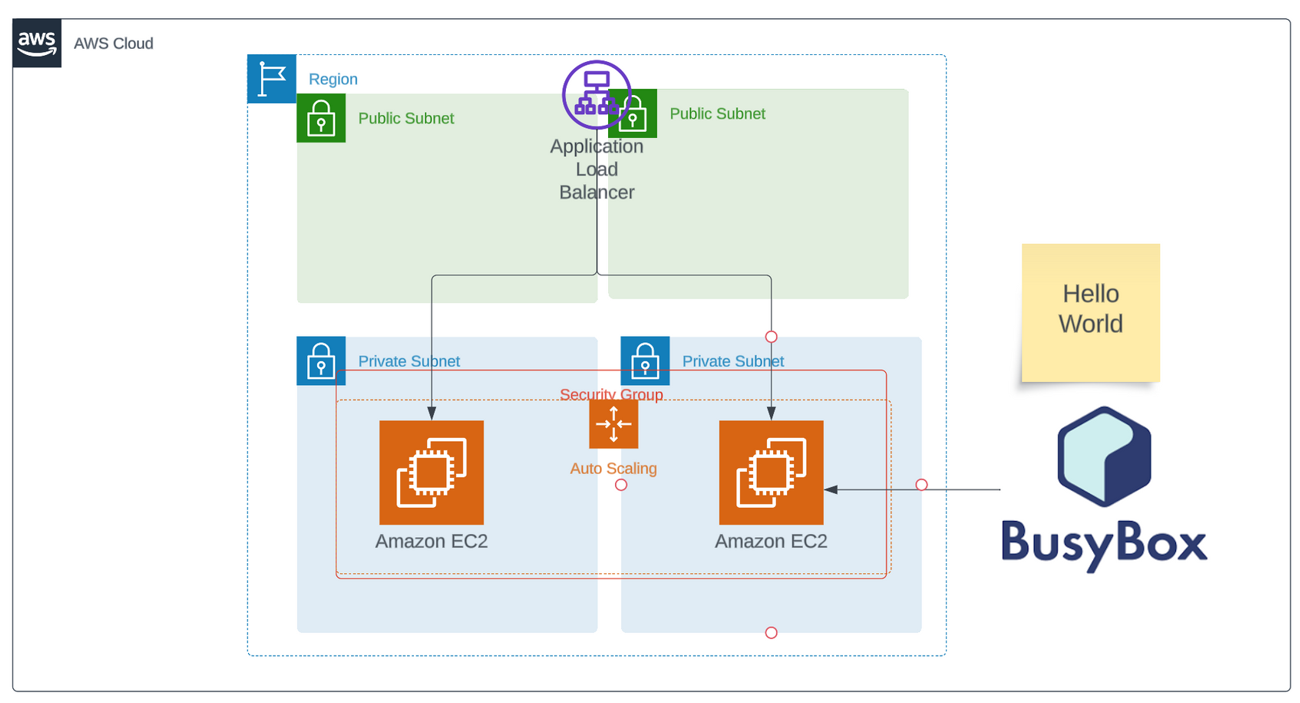 aws
AWS Cloud
Region
Public Subnet
Public Subnet
Application
Load
Balancer
Hello
World
Private Subnet
Private Subnet
Security Group
Auto Scaling
Amazon EC2
Amazon EC2
BusyBox